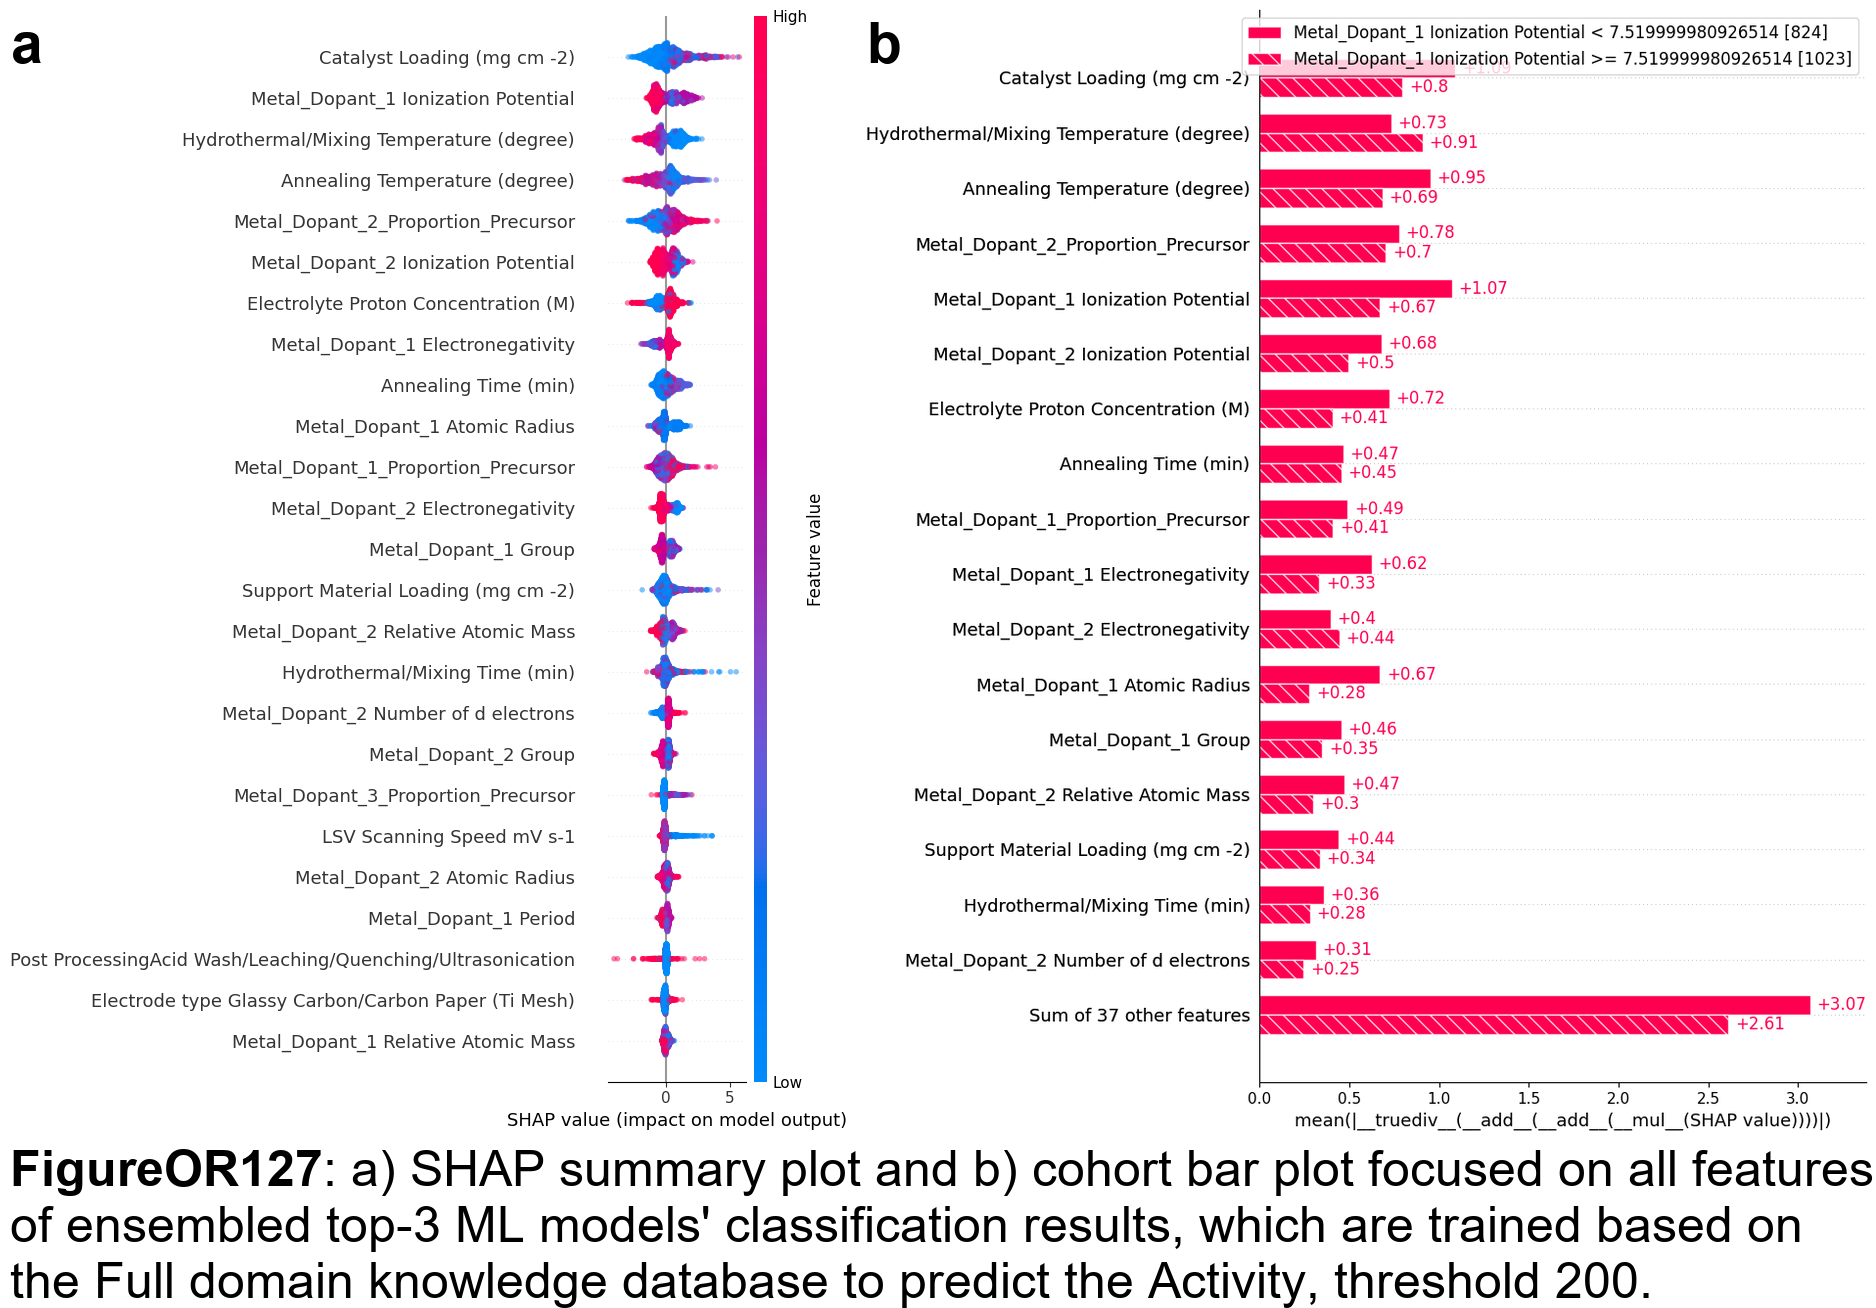 a
High
Catalyst Loading (mg cm -2)
Metal_Dopant_1 Ionization Potential
Hydrothermal/Mixing Temperature (degree)
Annealing Temperature (degree)
Metal_Dopant_2_Proportion_Precursor
Metal_Dopant_2 Ionization Potential
Electrolyte Proton Concentration (M)
Metal_Dopant_1 Electronegativity
Annealing Time (min)
Metal_Dopant_1 Atomic Radius
Metal_Dopant_1_Proportion_Precursor
Metal_Dopant_2 Electronegativity
Metal_Dopant_1 Group
Support Material Loading (mg cm -2)
Metal_Dopant_2 Relative Atomic Mass
Hydrothermal/Mixing Time (min)
Metal_Dopant_2 Number of d electrons
Metal_Dopant_2 Group
Metal_Dopant_3_Proportion_Precursor
LSV Scanning Speed mV s-1
Metal_Dopant_2 Atomic Radius
Metal_Dopant_1 Period
Post ProcessingAcid Wash/Leaching/Quenching/Ultrasonication
Electrode type Glassy Carbon/Carbon Paper (Ti Mesh)
Metal_Dopant_1 Relative Atomic Mass
Feature value
Low
0 5
SHAP value (impact on model output)
b
Metal_Dopant_1 Ionization Potential < 7.519999980926514 [824]
Metal_Dopant_1 Ionization Potential >= 7.519999980926514 [1023]
Catalyst Loading (mg cm -2)
+1.09
+0.8
Hydrothermal/Mixing Temperature (degree)
+0.73
+0.91
Annealing Temperature (degree)
+0.95
+0.69
Metal_Dopant_2_Proportion_Precursor
+0.78
+0.7
Metal_Dopant_1 Ionization Potential
+1.07
+0.67
Metal_Dopant_2 Ionization Potential
+0.68
+0.5
Electrolyte Proton Concentration (M)
+0.72
+0.41
Annealing Time (min)
+0.47
+0.45
Metal_Dopant_1_Proportion_Precursor
+0.49
+0.41
Metal_Dopant_1 Electronegativity
+0.62
+0.33
Metal_Dopant_2 Electronegativity
+0.4
+0.44
Metal_Dopant_1 Atomic Radius
+0.67
+0.28
Metal_Dopant_1 Group
+0.46
+0.35
Metal_Dopant_2 Relative Atomic Mass
+0.47
+0.3
Support Material Loading (mg cm -2)
+0.44
+0.34
Hydrothermal/Mixing Time (min)
+0.36
+0.28
Metal_Dopant_2 Number of d electrons
+0.31
+0.25
Sum of 37 other features
+3.07
+2.61
0.0 0.5 1.0 1.5 2.0 2.5 3.0
mean(|__truediv__(__add__(__add__(__mul__(SHAP value))))|)
FigureOR127: a) SHAP summary plot and b) cohort bar plot focused on all features
of ensembled top-3 ML models' classification results, which are trained based on
the Full domain knowledge database to predict the Activity, threshold 200.